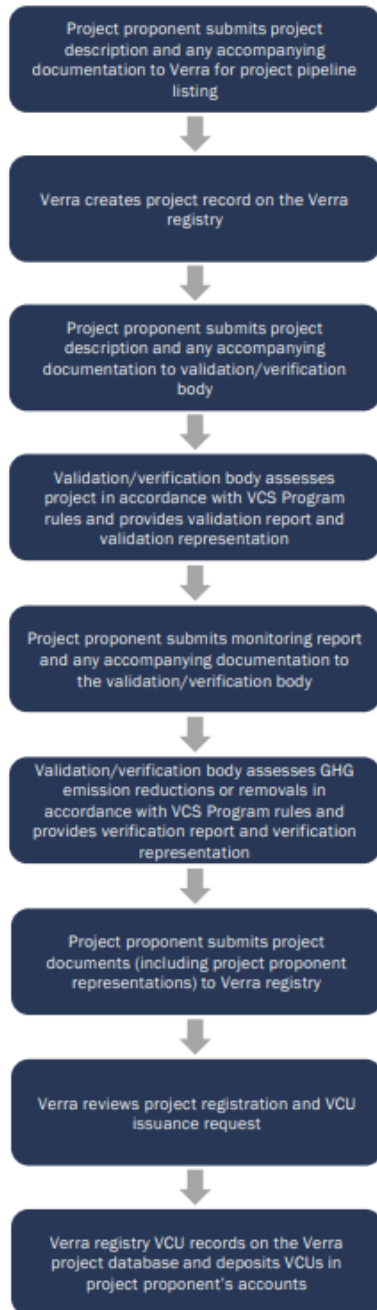 Project proponent submits project
description and any accompanying
documentation to Verra for project pipeline
listing
Verra creates project record on the Verra
registry
Project proponent submits project
description and any accompanying
documentation to validation/verification
body
Validation/verification body assesses
project in accordance with VCS Program
rules and provides validation report and
validation representation
Project proponent submits monitoring report
and any accompanying documentation to
the validation/verification body
Validation/verification body assesses GHG
emission reductions or removals in
accordance with VCS Program rules and
provides verification report and verification
representation
Project proponent submits project
documents (including project proponent
representations) to Verra registry
Verra reviews project registration and VCU
issuance request
Verra registry VCU records on the Verra
project database and deposits VCUs in
project proponent's accounts